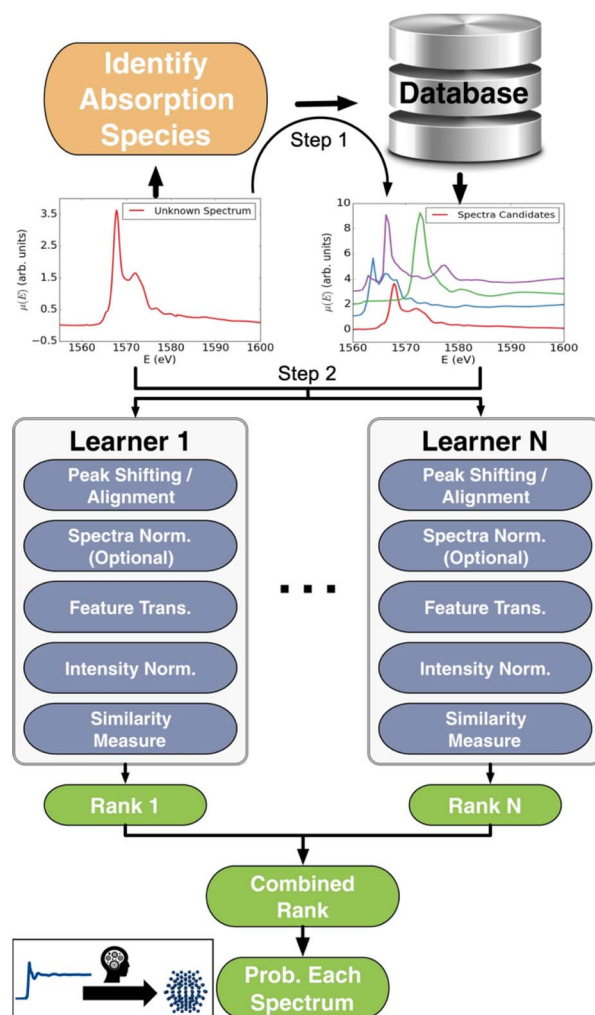 Identify
Absorption
Species
Database
Step 1
Unknown Spectrum
3.5
2.5
1.5
0.5
−0.5
μ(E) (arb. units)
1560 1570 1580 1590 1600
E (eV)
Spectra Candidates
10
8
6
4
2
0
μ(E) (arb. units)
1560 1570 1580 1590 1600
E (eV)
Step 2
Learner 1
Peak Shifting /
Alignment
Spectra Norm.
(Optional)
Feature Trans.
Intensity Norm.
Similarity
Measure
Rank 1
...
Learner N
Peak Shifting /
Alignment
Spectra Norm.
(Optional)
Feature Trans.
Intensity Norm.
Similarity
Measure
Rank N
Combined
Rank
Prob. Each
Spectrum